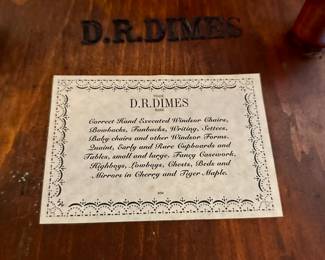 D.R.DIMES
TRADE
D.R.DIMES
MARK
Correct Hand Executed Windsor Chairs,
Bowbacks, Fanbacks, Writing, Settees,
Baby chairs and other Windsor Forms.
Quaint, Early and Rare Cupboards and
Tables, small and large. Fancy Casework,
Highboys, Lowboys, Chests, Beds and
Mirrors in Cherry and Tiger Maple.